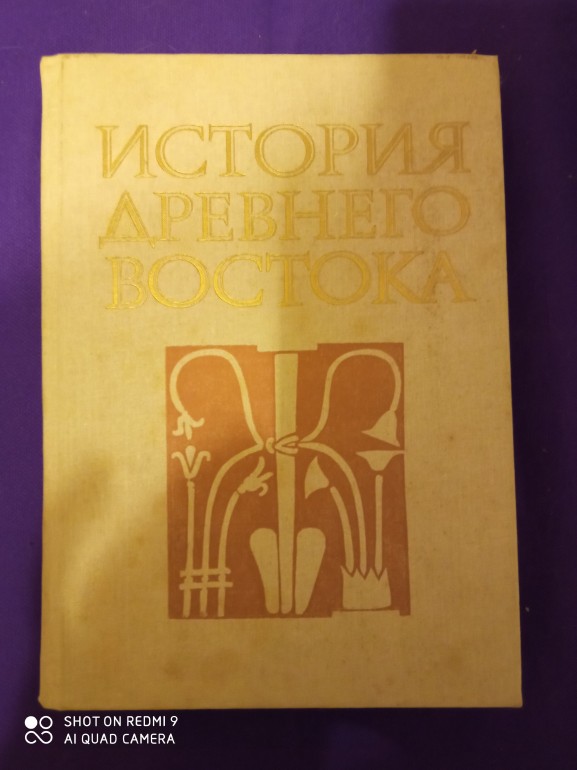 ИСТОРИЯ
ДРЕВНЕГО
ВОСТОКА
SHOT ON REDMI 9
AI QUAD CAMERA